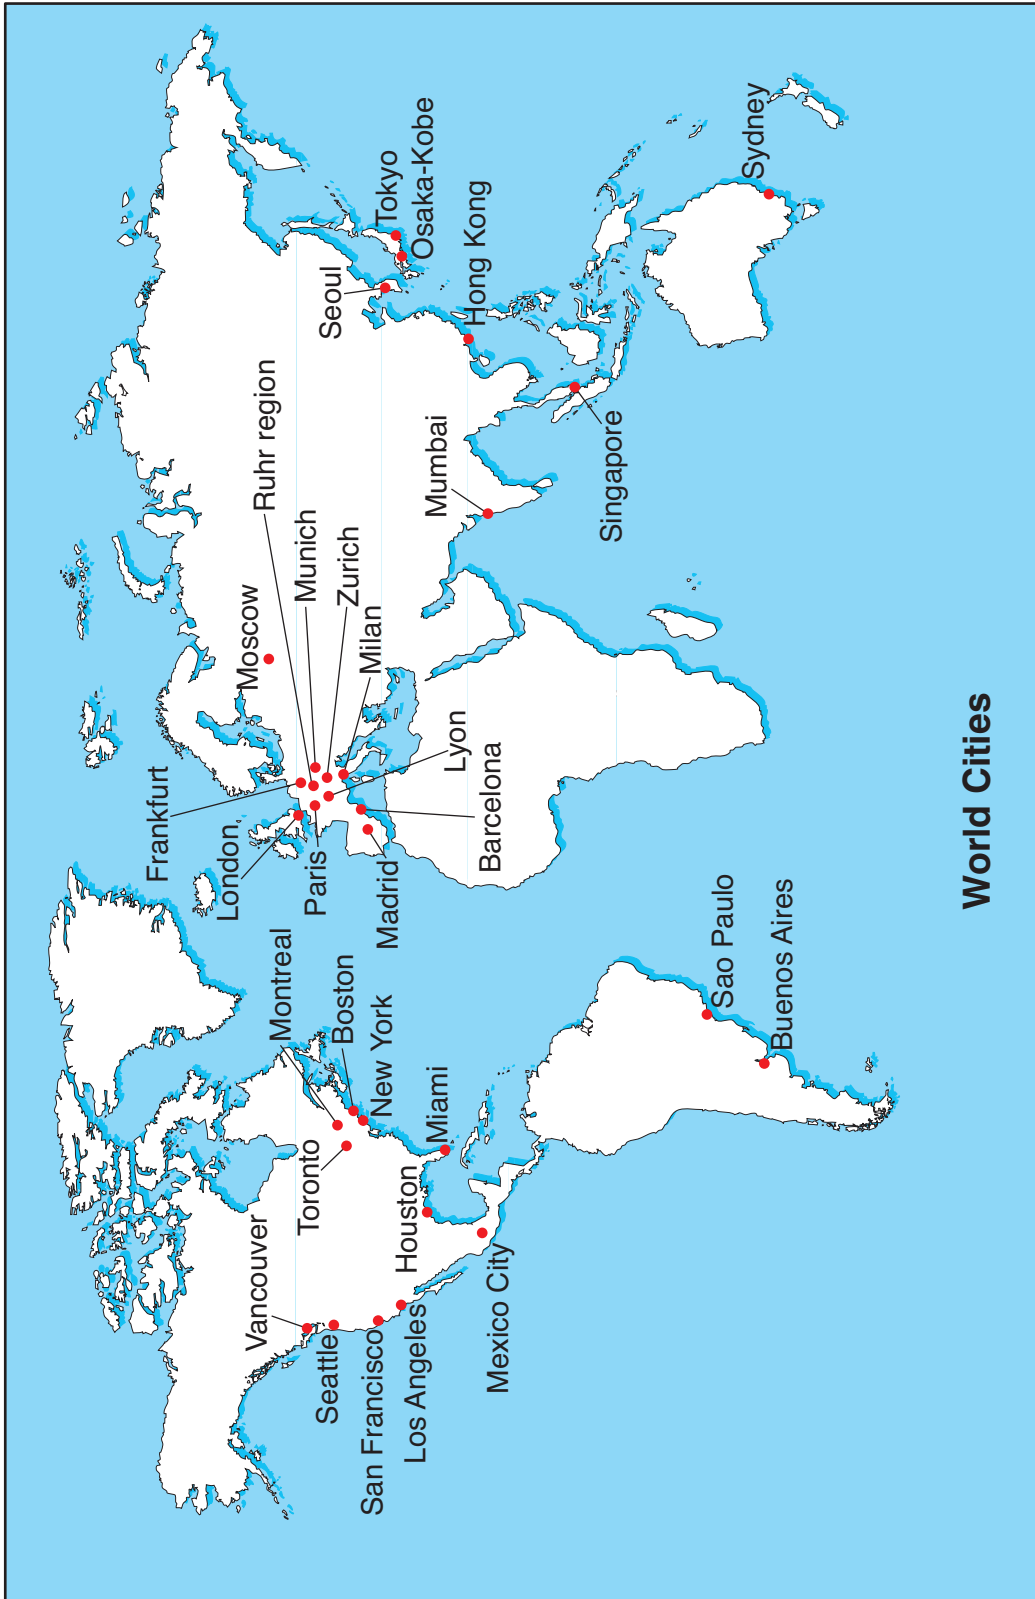 Frankfurt
London
Paris
Madrid
Barcelona
Lyon
Moscow
Ruhr region
Munich
Zurich
Milan
Seoul
Tokyo
Osaka-Kobe
Hong Kong
Mumbai
Singapore
Sydney
Vancouver
Seattle
San Francisco
Los Angeles
Toronto
Montreal
Boston
New York
Miami
Houston
Mexico City
Sao Paulo
Buenos Aires
World Cities